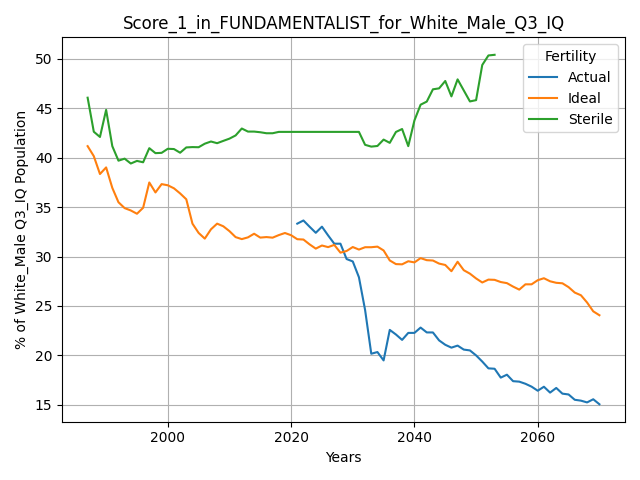 Score_1_in_FUNDAMENTALIST_for_White_Male_Q3_IQ
% of White_Male Q3_IQ Population
50
45
40
35
30
25
20
15
Fertility
Actual
Ideal
Sterile
2000
2020
2040
2060
Years